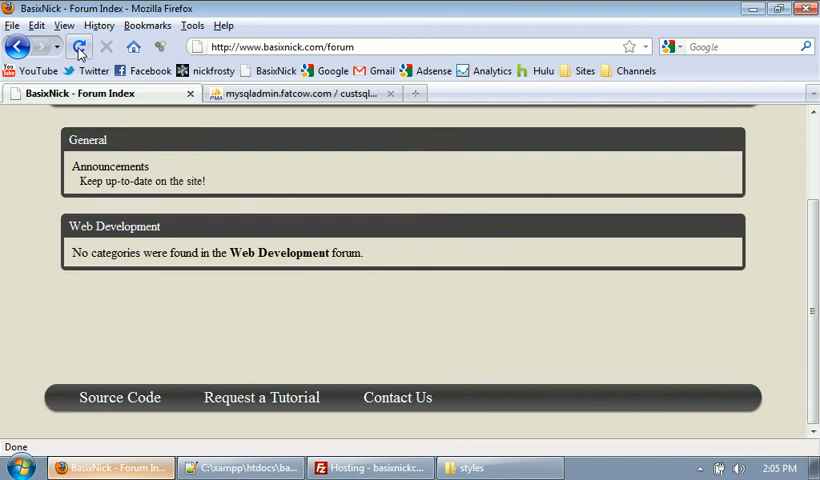 BasixNick - Forum Index - Mozilla Firefox
File Edit View History Bookmarks Tools Help
http://www.basixnick.com/forum
Google
YouTube Twitter Facebook nickfrosty BasixNick Google Gmail Adsense Analytics Hulu Sites Channels
BasixNick - Forum Index
mysqladmin.fatcow.com / custsql...
General
Announcements
Keep up-to-date on the site!
Web Development
No categories were found in the Web Development forum.
Source Code Request a Tutorial Contact Us
Done
BasixNick - Forum In... C:\xampp\htdocs\ba... Hosting - basixnickc... styles 2:05 PM